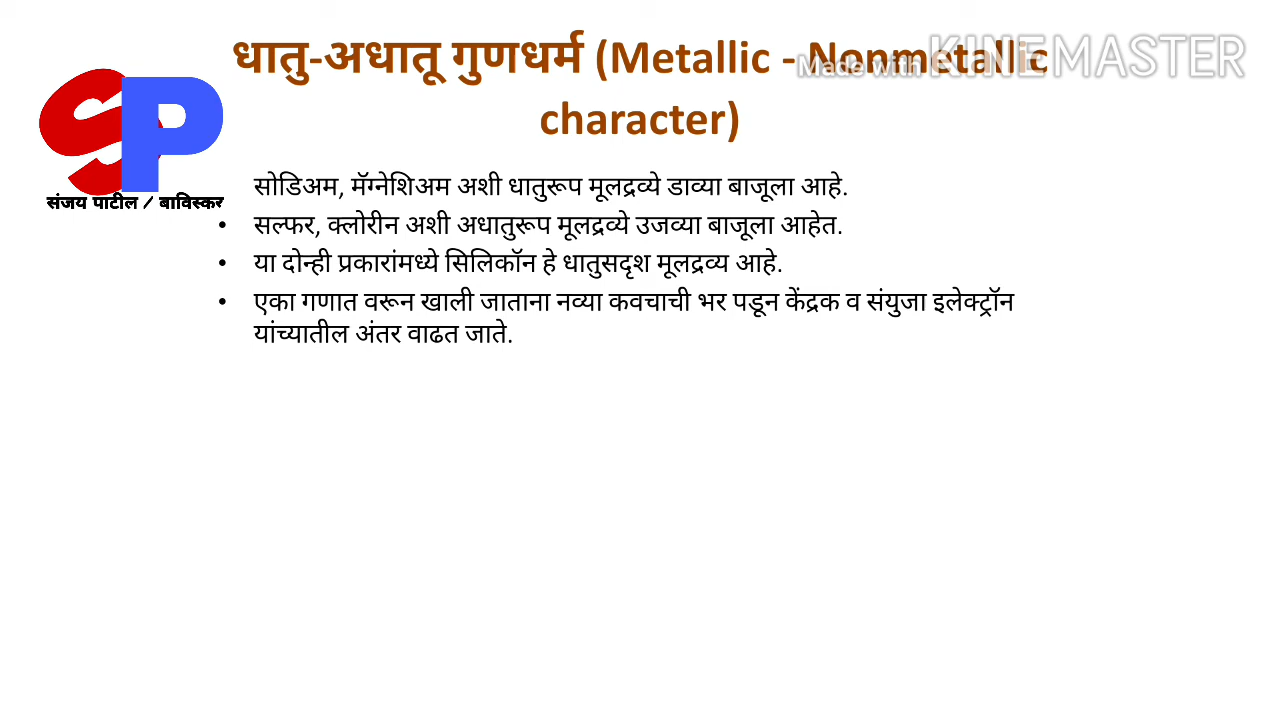 धातु-अधातू गुणधर्म (Metallic - Nonmetallic
character)
Made with KINEMASTER
SP
संजय पाटील / बाविस्कर
सोडिअम, मॅग्नेशिअम अशी धातुरूप मूलद्रव्ये डाव्या बाजूला आहे.
• सल्फर, क्लोरीन अशी अधातुरूप मूलद्रव्ये उजव्या बाजूला आहेत.
• या दोन्ही प्रकारांमध्ये सिलिकॉन हे धातुसदृश मूलद्रव्य आहे.
• एका गणात वरून खाली जाताना नव्या कवचाची भर पडून केंद्रक व संयुजा इलेक्ट्रॉन
यांच्यातील अंतर वाढत जाते.